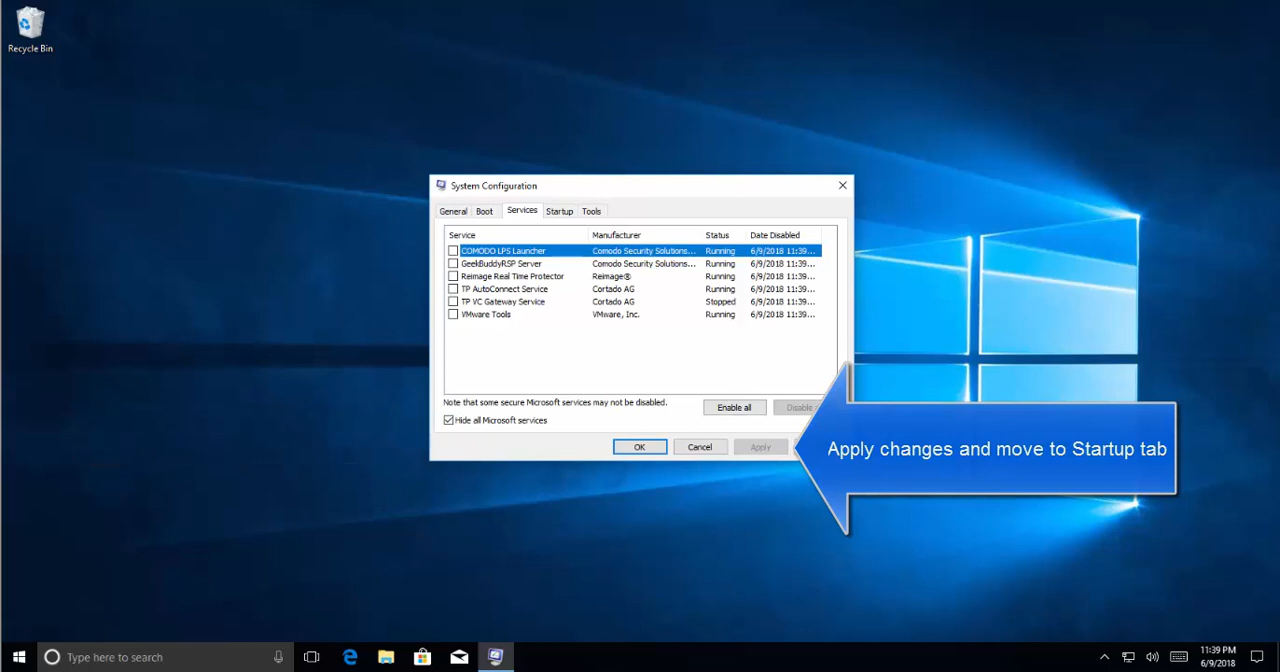 Recycle Bin
System Configuration
General Boot Services Startup Tools
Service Manufacturer Status Date Disabled
COMODO LPS Launcher Comodo Security Solutions... Running 6/9/2018 11:39...
GeekBuddyRSP Server Comodo Security Solutions... Running 6/9/2018 11:39...
Reimage Real Time Protector Reimage® Running 6/9/2018 11:39...
TP AutoConnect Service Cortado AG Running 6/9/2018 11:39...
TP VC Gateway Service Cortado AG Stopped 6/9/2018 11:39...
VMware Tools VMware, Inc. Running 6/9/2018 11:39...
Note that some secure Microsoft services may not be disabled.
Enable all Disable
Hide all Microsoft services
OK Cancel Apply
Apply changes and move to Startup tab
Type here to search
11:39 PM
6/9/2018